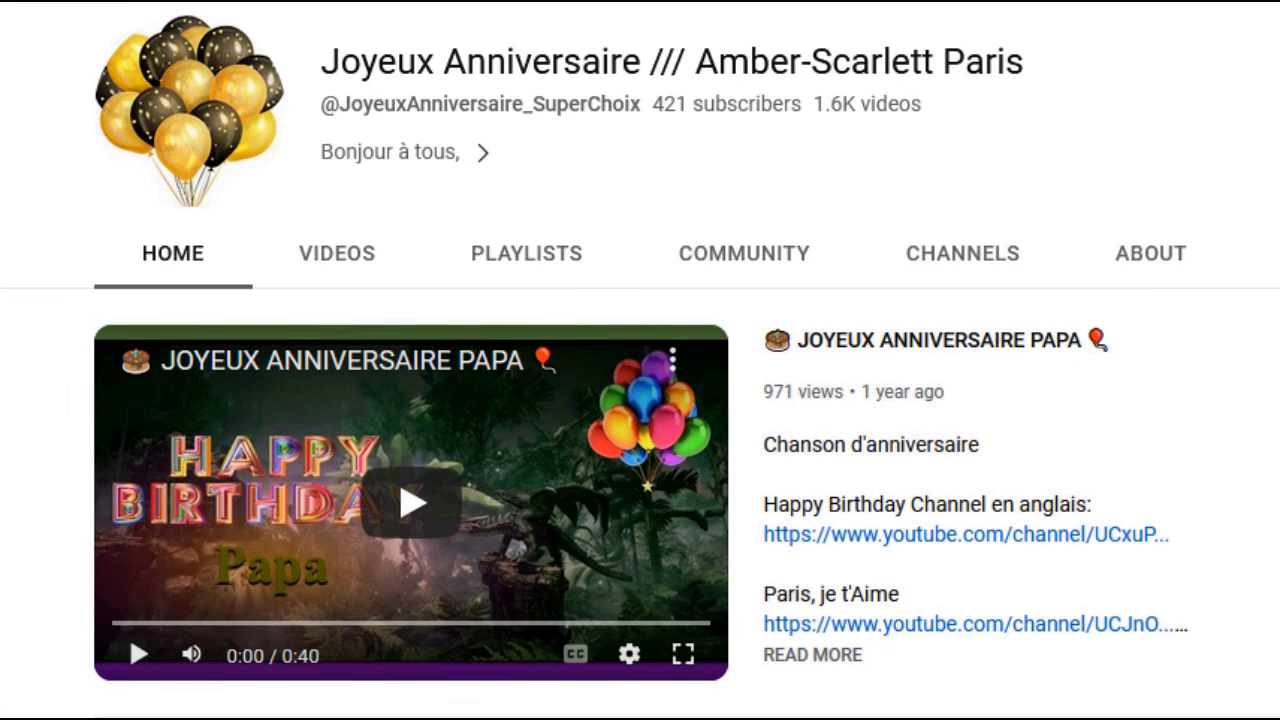 Joyeux Anniversaire /// Amber-Scarlett Paris
@JoyeuxAnniversaire_SuperChoix 421 subscribers 1.6K videos
Bonjour à tous,
HOME VIDEOS PLAYLISTS COMMUNITY CHANNELS ABOUT
🎂 JOYEUX ANNIVERSAIRE PAPA 🎈
HAPPY
BIRTHDAY
Papa
0:00 / 0:40
CC
🎂 JOYEUX ANNIVERSAIRE PAPA 🎈
971 views • 1 year ago
Chanson d'anniversaire
Happy Birthday Channel en anglais:
https://www.youtube.com/channel/UCxuP...
Paris, je t'Aime
https://www.youtube.com/channel/UCJnO......
READ MORE